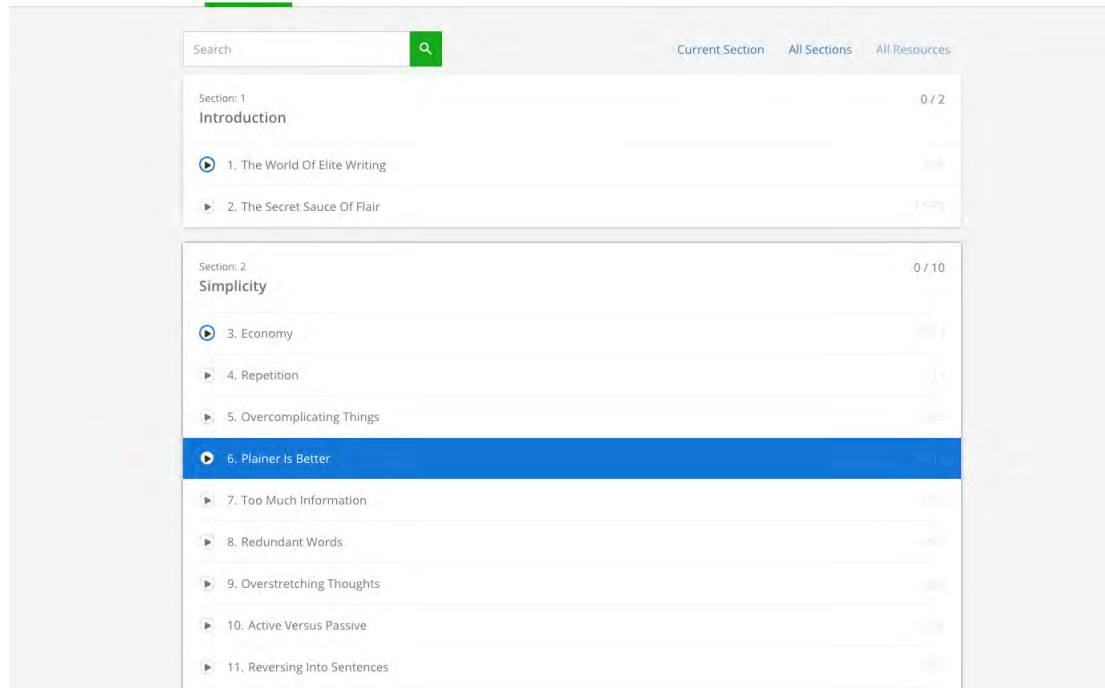 Search
Current Section All Sections All Resources
Section: 1
0 / 2
Introduction
1. The World Of Elite Writing
2. The Secret Sauce Of Flair
Section: 2
0 / 10
Simplicity
3. Economy
4. Repetition
5. Overcomplicating Things
6. Plainer Is Better
7. Too Much Information
8. Redundant Words
9. Overstretching Thoughts
10. Active Versus Passive
11. Reversing Into Sentences